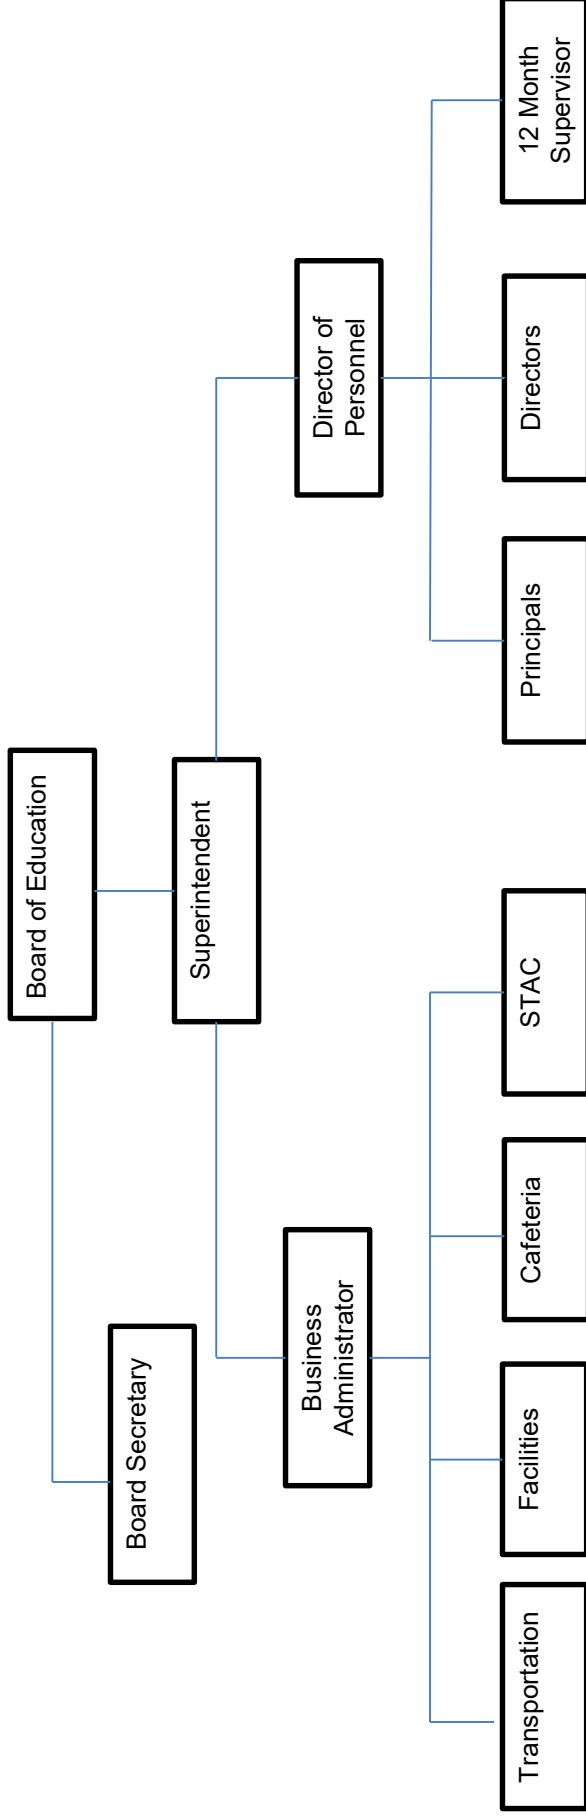 Board of Education
Board Secretary
Superintendent
Business
Administrator
Director of
Personnel
Transportation
Facilities
Cafeteria
STAC
Principals
Directors
12 Month
Supervisor